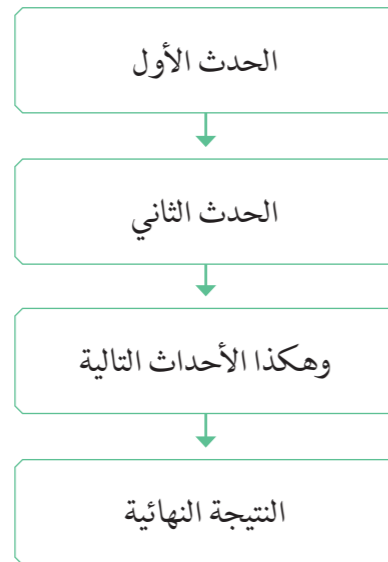 الحدث الأول
الحدث الثاني
وهكذا الأحداث التالية
النتيجة النهائية